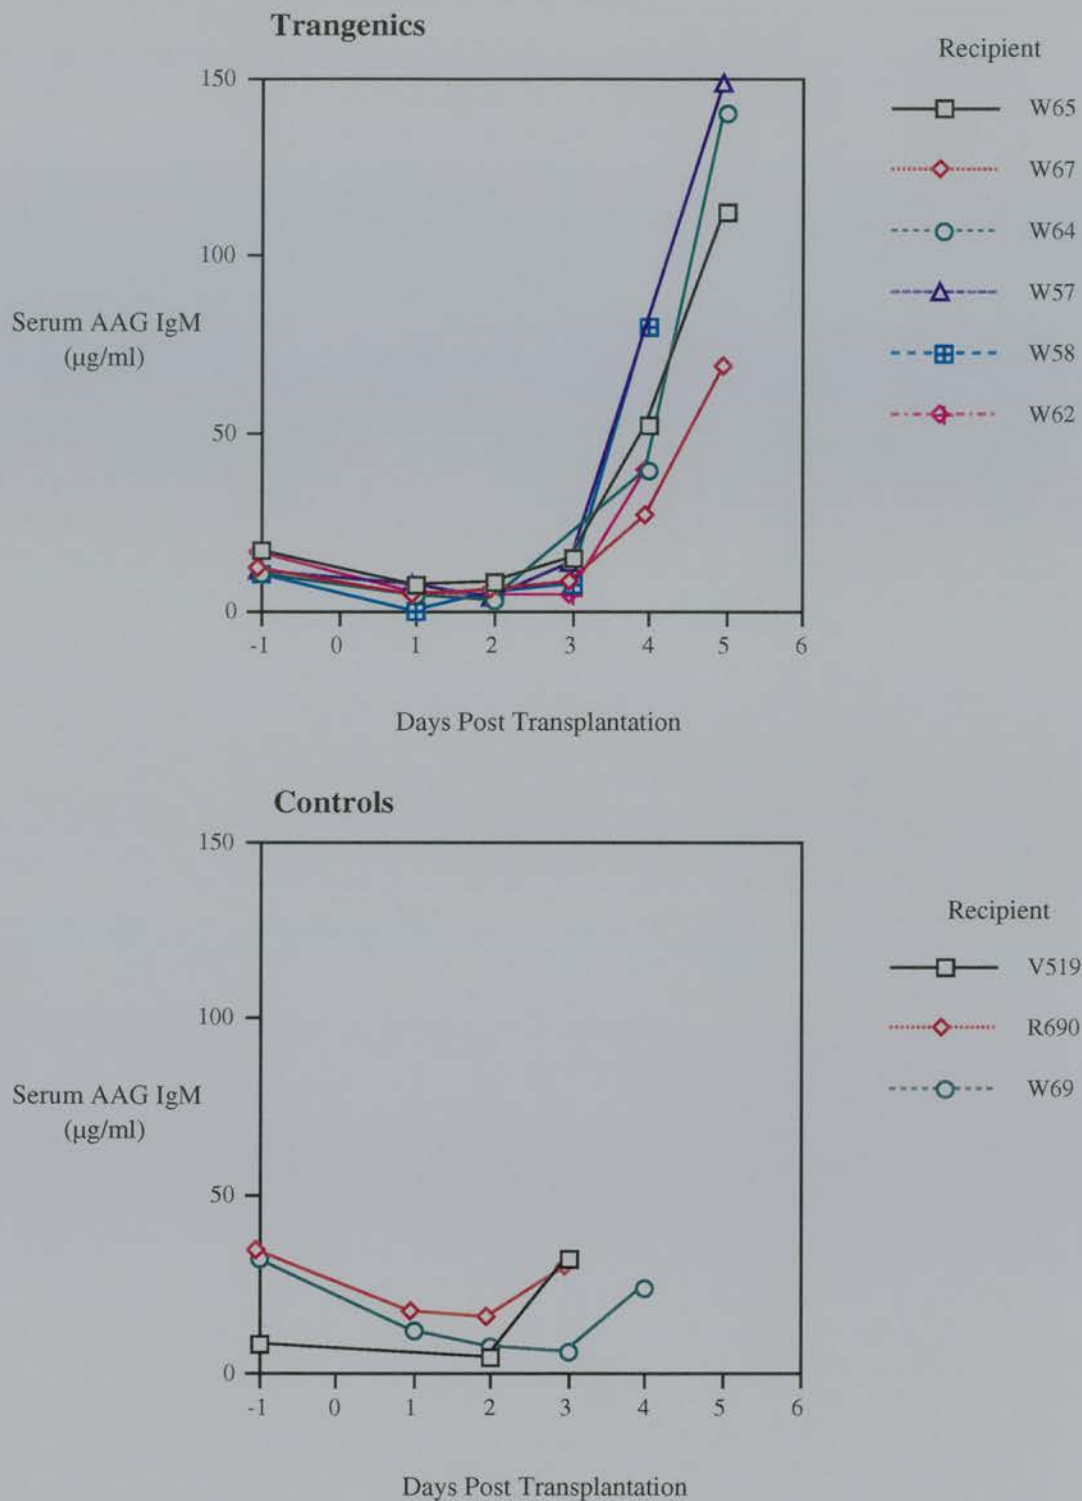 Trangenics
Recipient
150
100
50
0
Serum AAG IgM
(μg/ml)
-1 0 1 2 3 4 5 6
Days Post Transplantation
W65
W67
W64
W57
W58
W62
Controls
Recipient
150
100
50
0
Serum AAG IgM
(μg/ml)
-1 0 1 2 3 4 5 6
Days Post Transplantation
V519
R690
W69